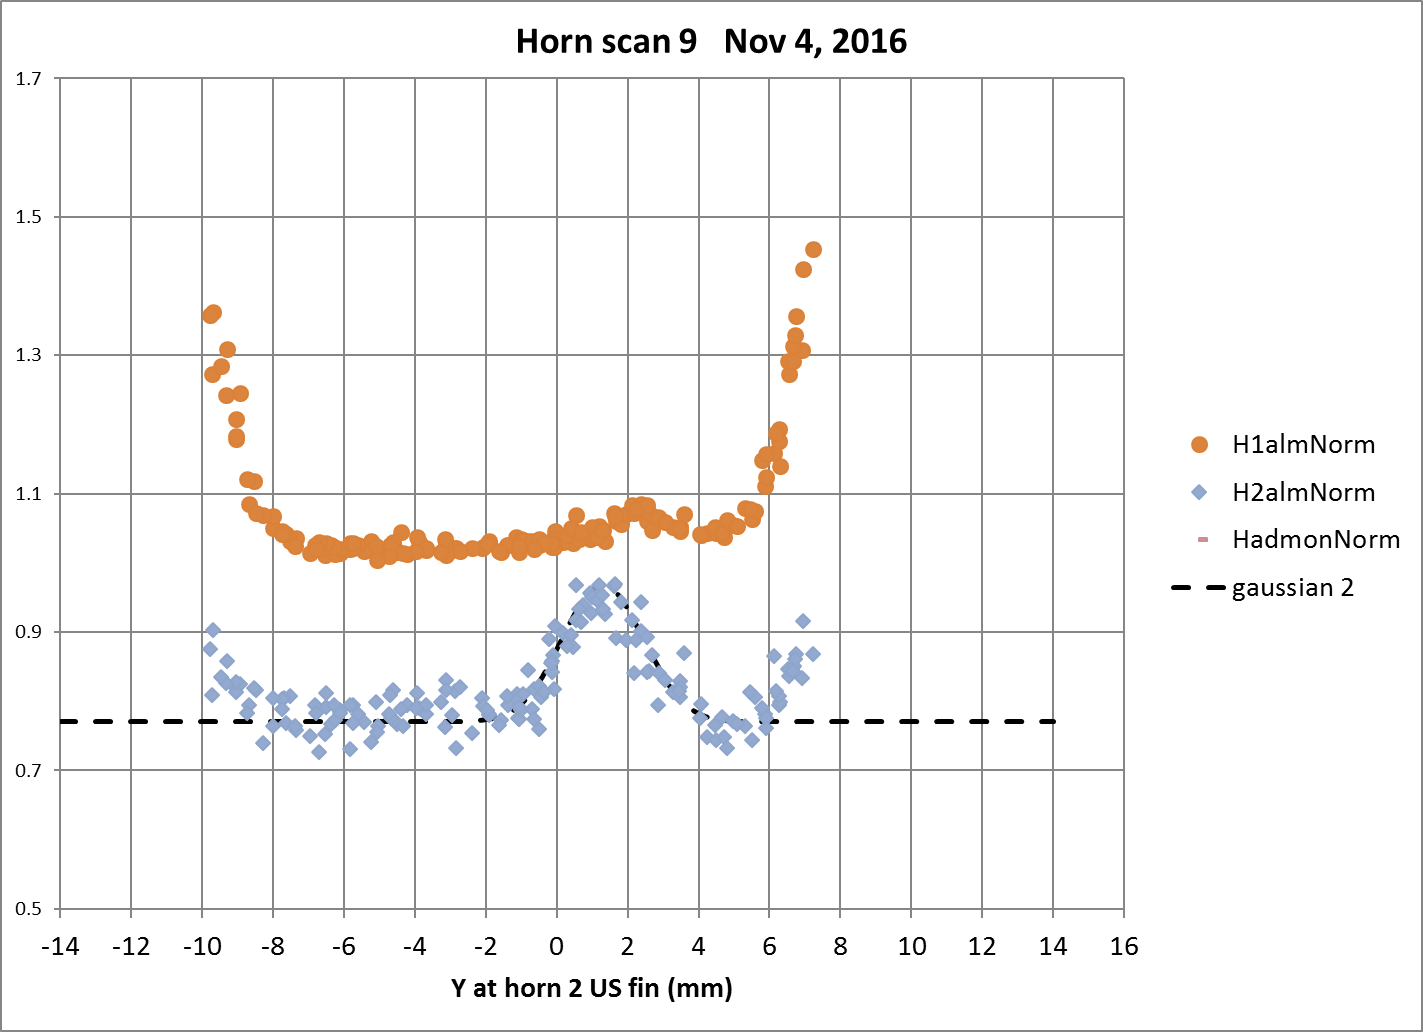 Horn scan 9 Nov 4, 2016
1.7
1.5
1.3
1.1
0.9
0.7
0.5
-14 -12 -10 -8 -6 -4 -2 0 2 4 6 8 10 12 14 16
Y at horn 2 US fin (mm)
H1almNorm
H2almNorm
HadmonNorm
gaussian 2